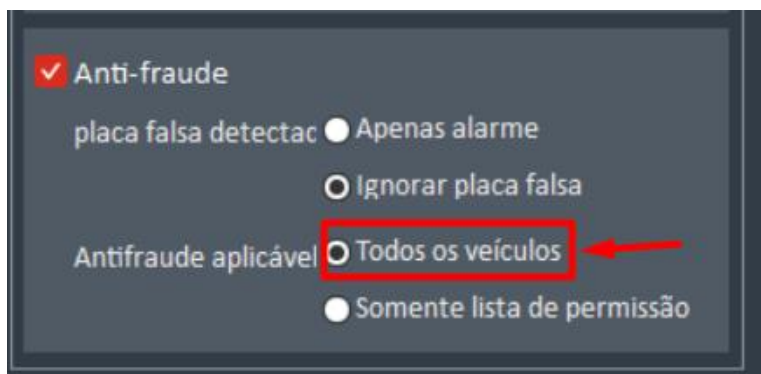 Anti-fraude
placa falsa detectac Apenas alarme
Ignorar placa falsa
Antifraude aplicável Todos os veículos
Somente lista de permissão